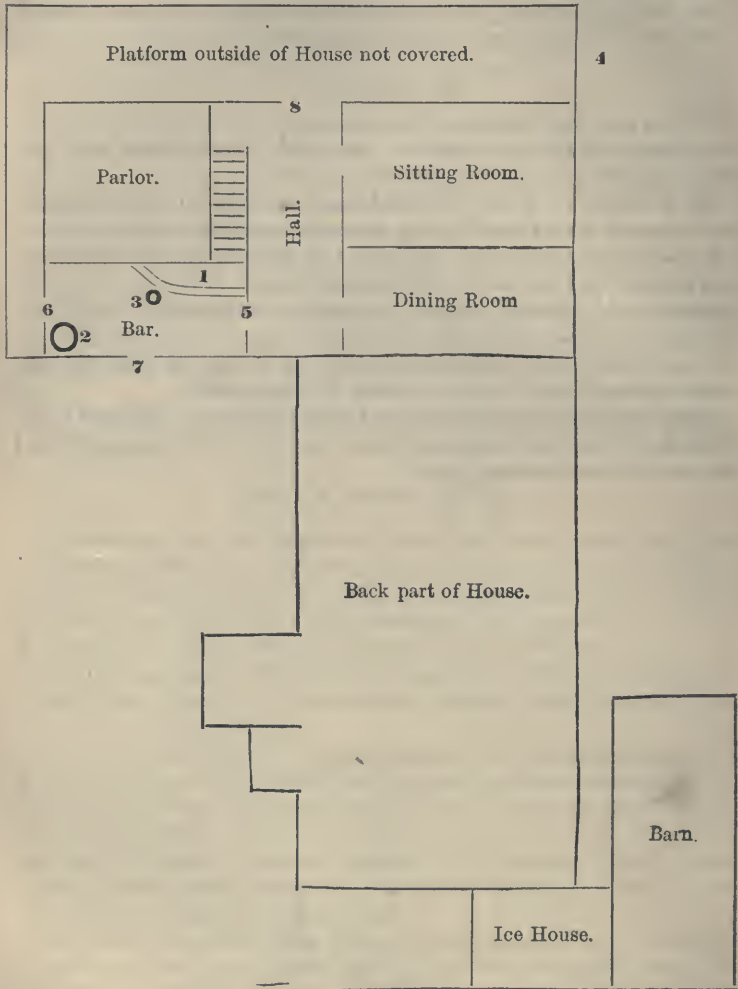 Platform outside of House not covered.
4
8
Parlor.
Sitting Room.
Hall.
1
3
Dining Room
6
5
2
Bar.
7
Back part of House.
Barn.
Ice House.